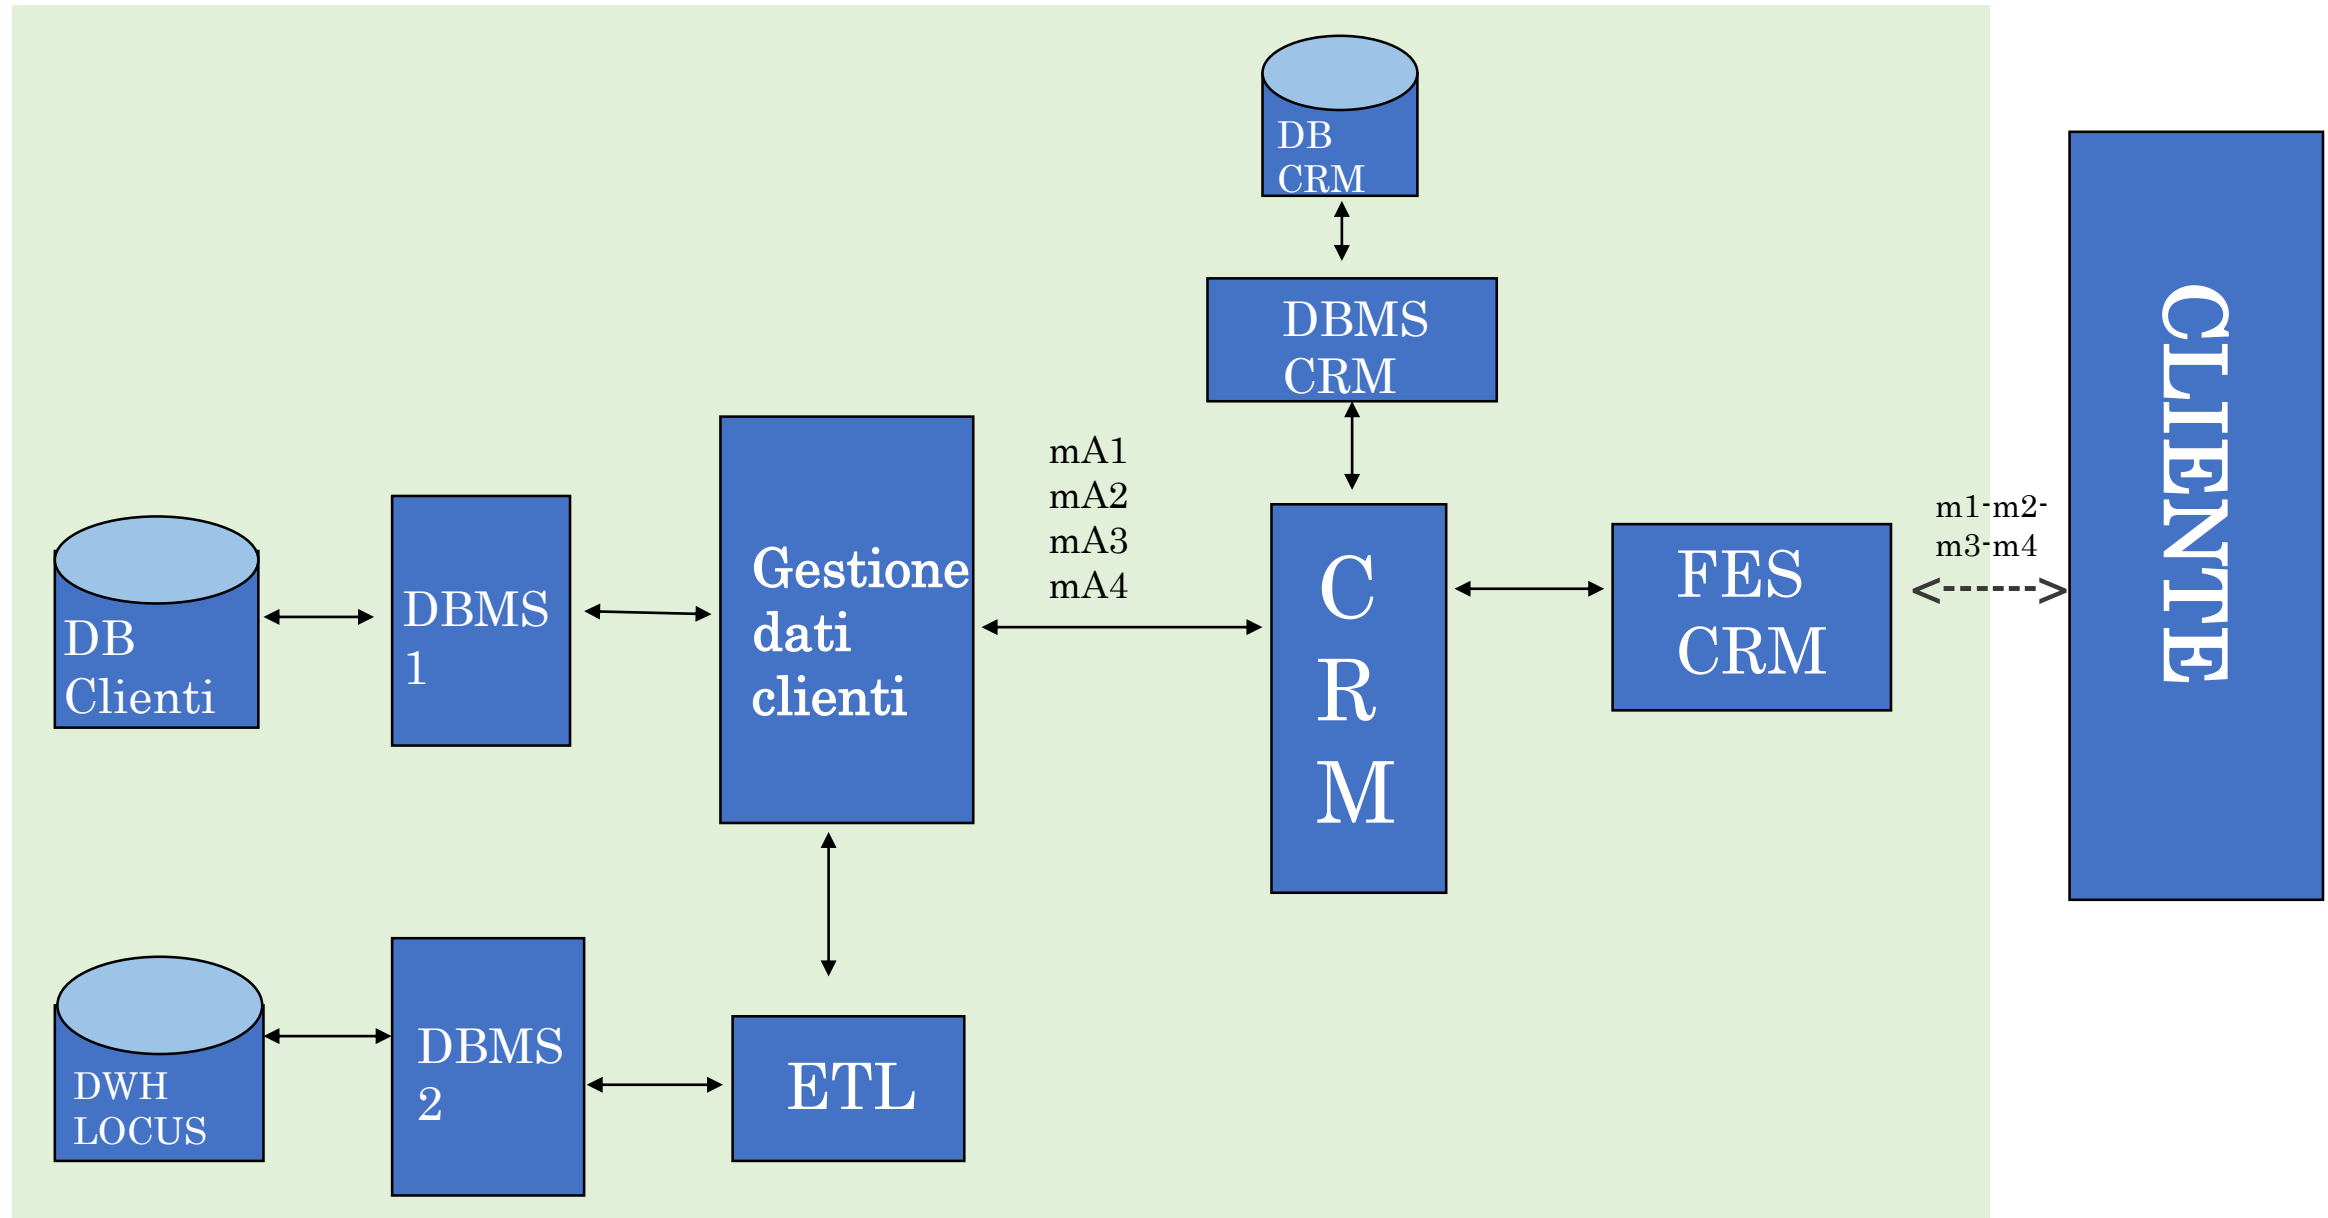 DB
CRM
DBMS
CRM
mA1
mA2
mA3
mA4
m1-m2-
m3-m4
CLIENTE
DB
Clienti
DBMS
1
Gestione
dati
clienti
C
R
M
FES
CRM
DWH
LOCUS
DBMS
2
ETL